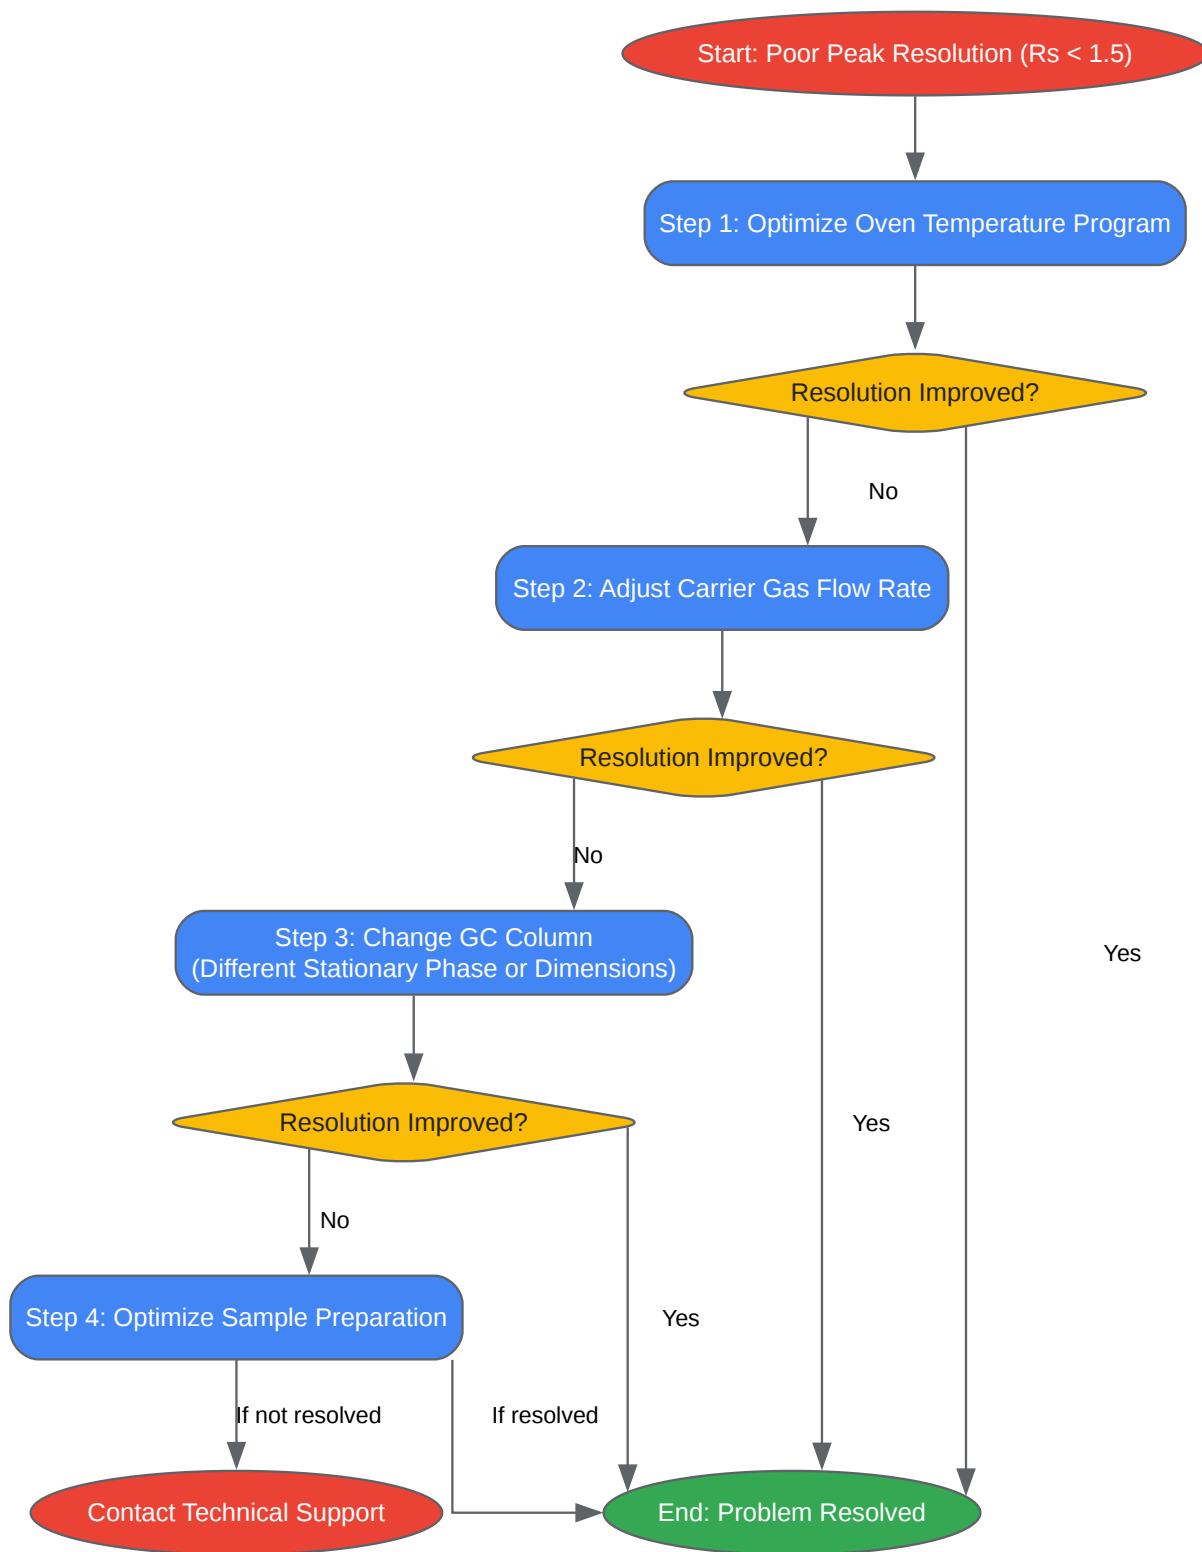 Start: Poor Peak Resolution (Rs < 1.5)
Step 1: Optimize Oven Temperature Program
Resolution Improved?
No
Step 2: Adjust Carrier Gas Flow Rate
Resolution Improved?
No
Step 3: Change GC Column
(Different Stationary Phase or Dimensions)
Yes
Resolution Improved?
Yes
No
Step 4: Optimize Sample Preparation
Yes
If not resolved
If resolved
Contact Technical Support
End: Problem Resolved